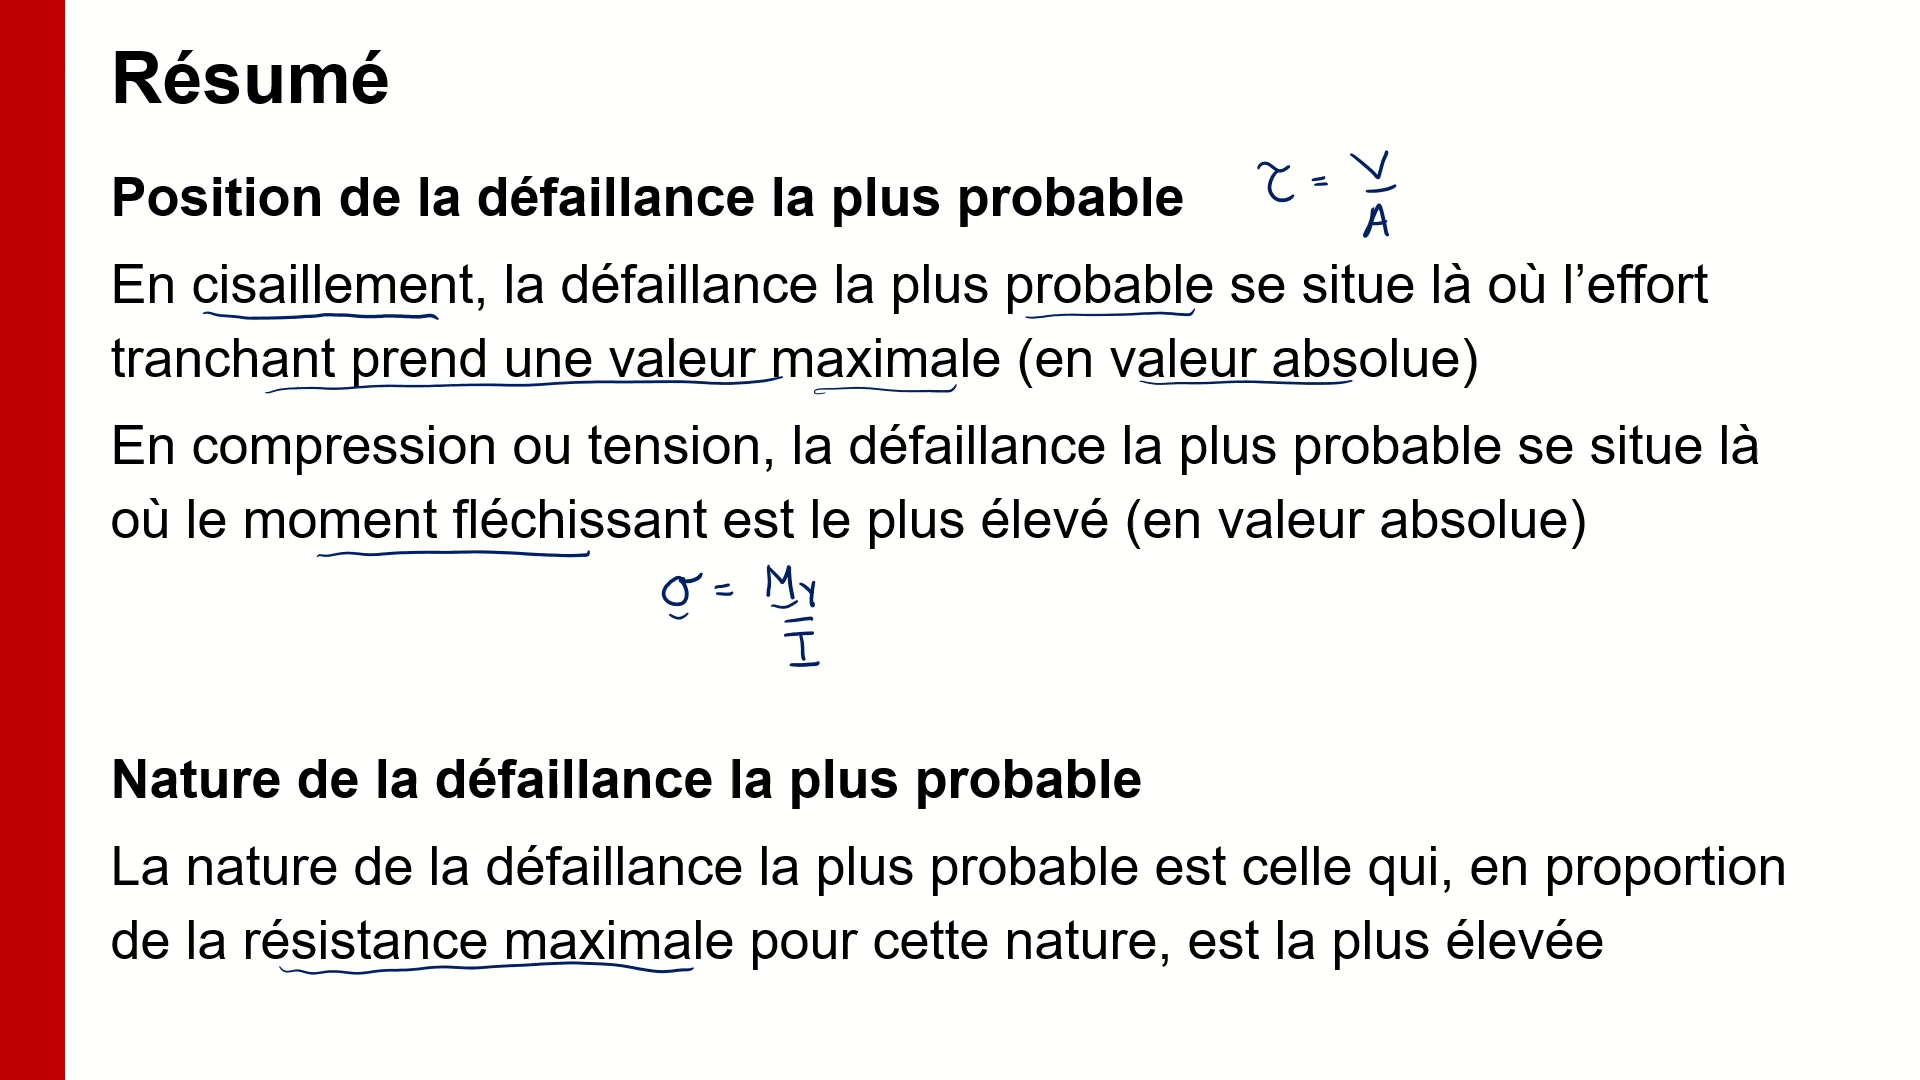 Résumé
Position de la défaillance la plus probable
τ = V
A
En cisaillement, la défaillance la plus probable se situe là où l’effort
tranchant prend une valeur maximale (en valeur absolue)
En compression ou tension, la défaillance la plus probable se situe là
où le moment fléchissant est le plus élevé (en valeur absolue)
σ = My
I
Nature de la défaillance la plus probable
La nature de la défaillance la plus probable est celle qui, en proportion
de la résistance maximale pour cette nature, est la plus élevée